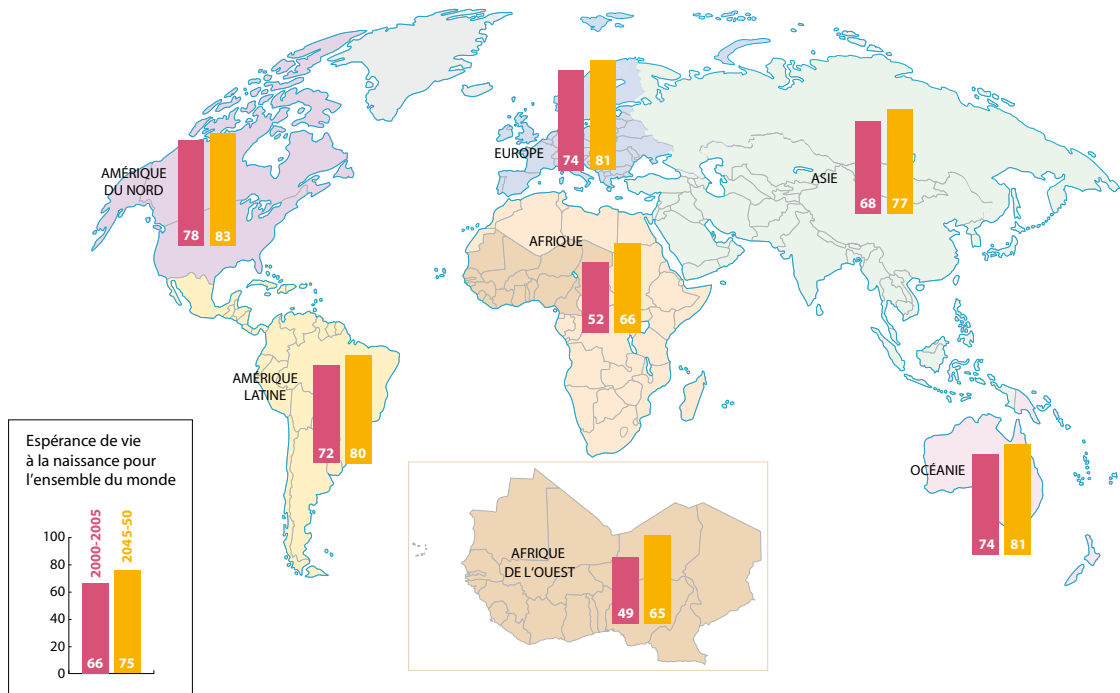 AMÉRIQUE
DU NORD
78
83
EUROPE
74
81
ASIE
68
77
AFRIQUE
52
66
AMÉRIQUE
LATINE
72
80
OCÉANIE
74
81
AFRIQUE
DE L'OUEST
49
65
Espérance de vie
à la naissance pour
l'ensemble du monde
2000-2005
2045-50
100
80
60
40
20
0
66
75